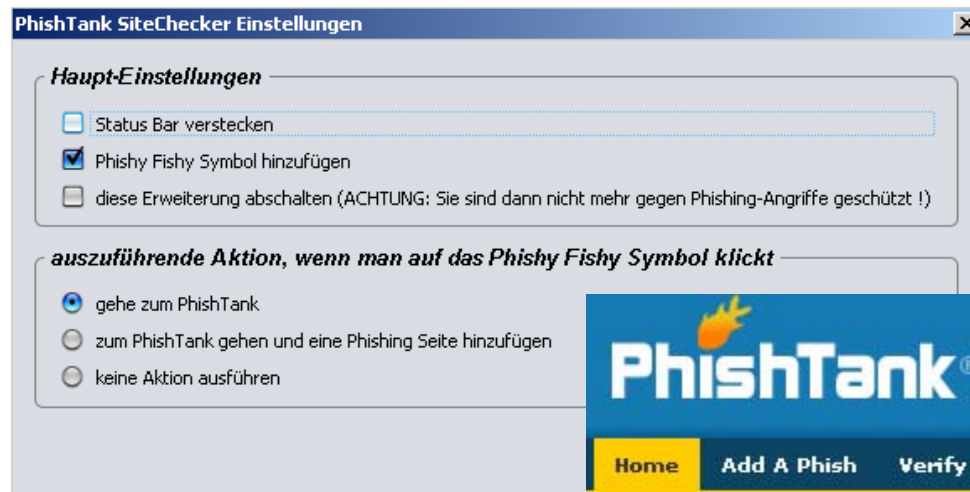 PhishTank SiteChecker Einstellungen
Haupt-Einstellungen
Status Bar verstecken
Phishy Fishy Symbol hinzufügen
diese Erweiterung abschalten (ACHTUNG: Sie sind dann nicht mehr gegen Phishing-Angriffe geschützt !)
auszuführende Aktion, wenn man auf das Phishy Fishy Symbol klickt
gehe zum PhishTank
zum PhishTank gehen und eine Phishing Seite hinzufügen
keine Aktion ausführen
PhishTank®
Home Add A Phish Verify